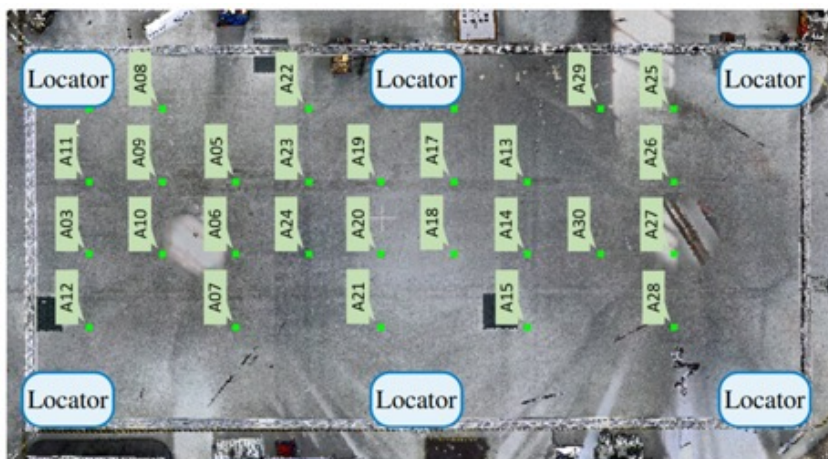 Locator
A08
A22
Locator
A29
A25
Locator
A11
A09
A05
A23
A19
A17
A13
A26
A03
A10
A06
A24
A20
A18
A14
A30
A27
A12
A07
A21
A15
A28
Locator
Locator
Locator